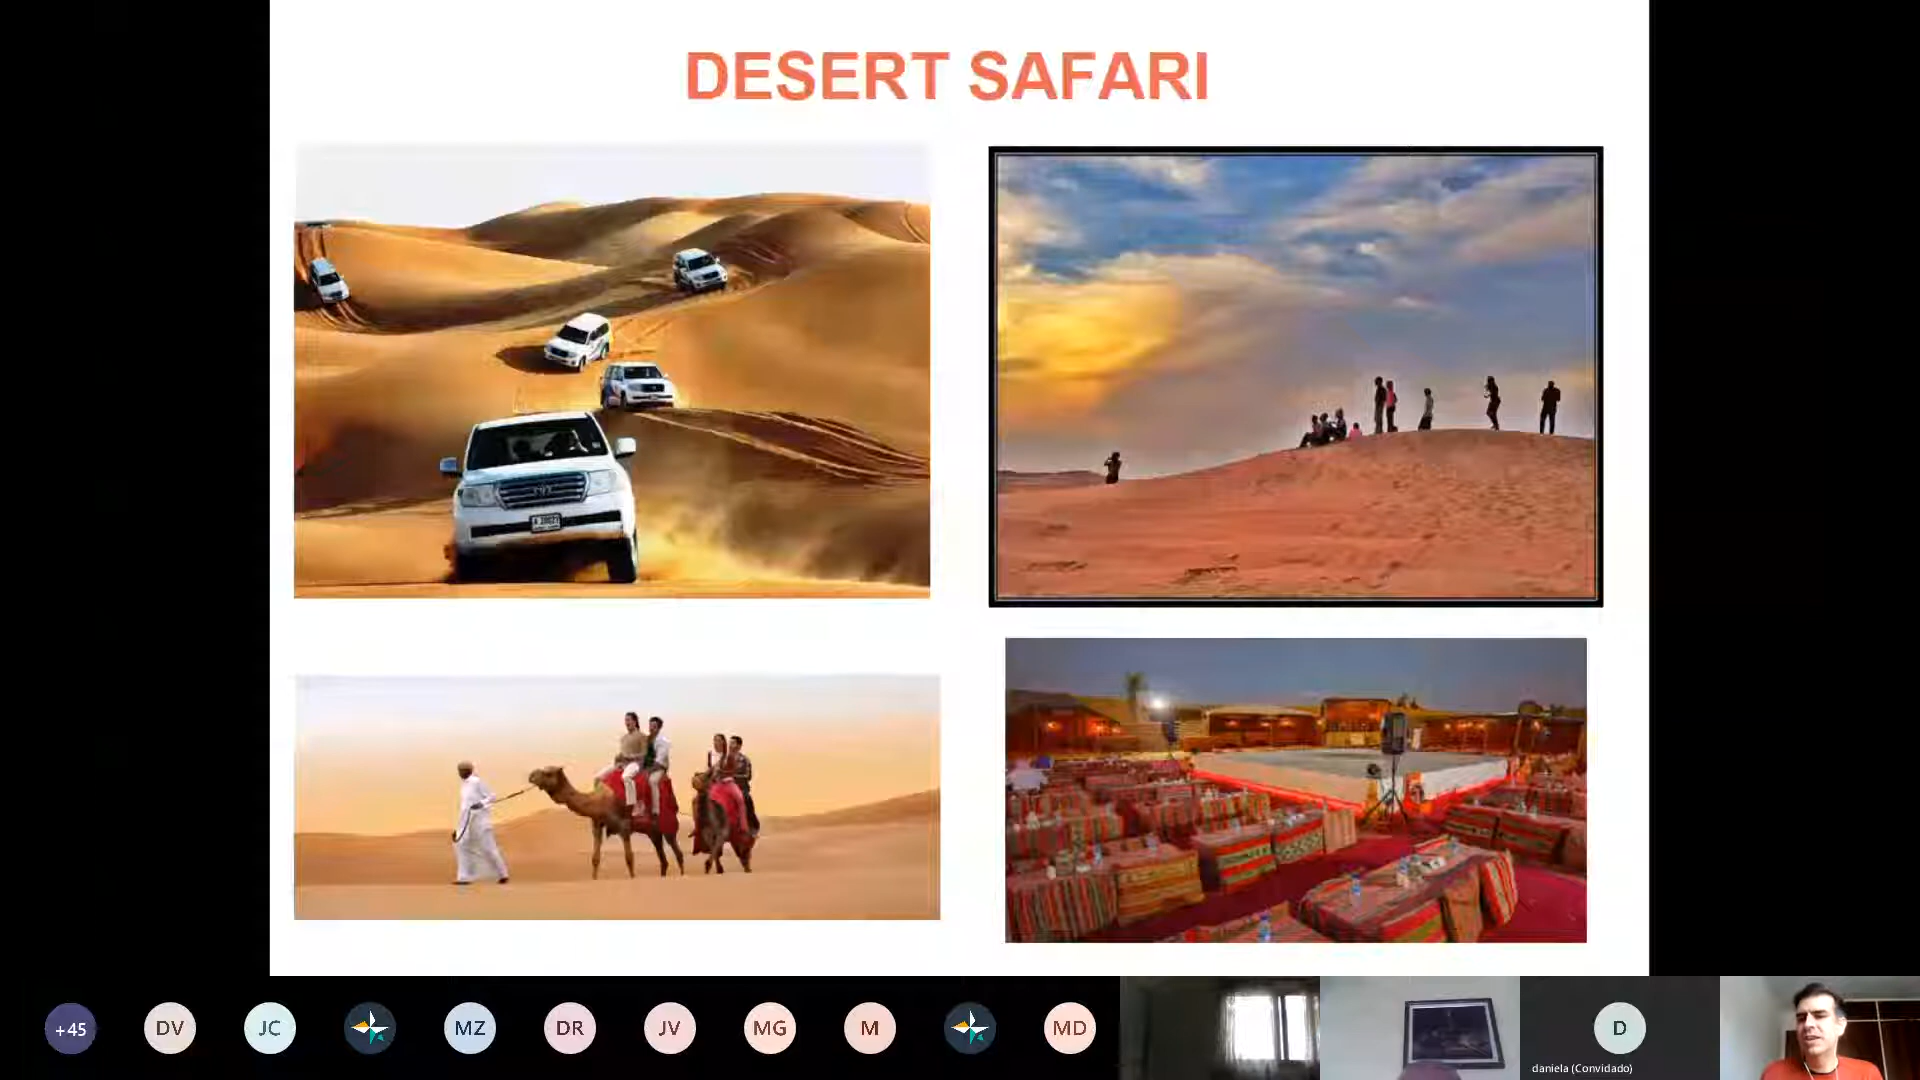 DESERT SAFARI
+45
DV
JC
MZ
DR
JV
MG
M
MD
D
daniela (Convidado)